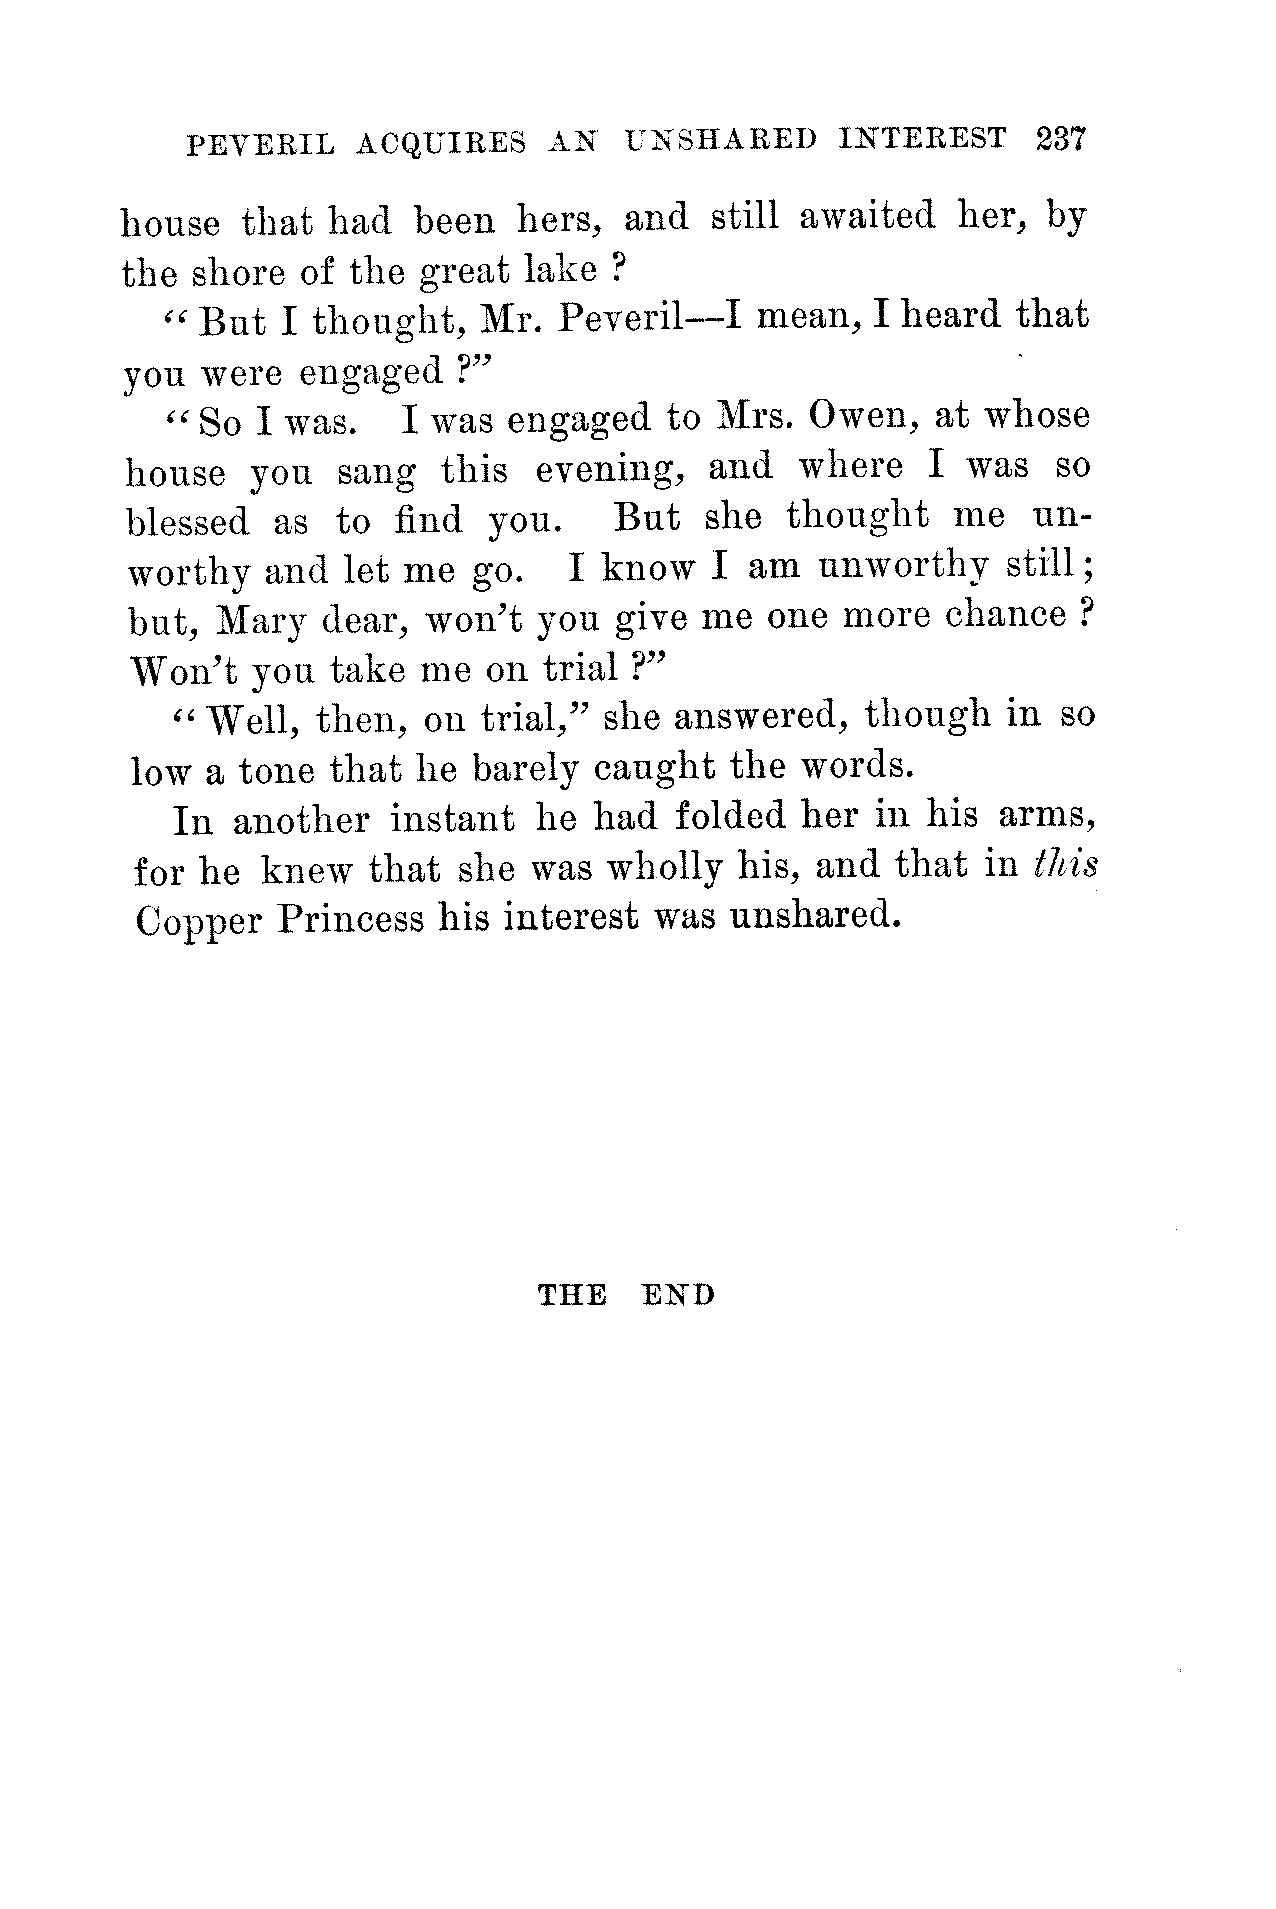 PEVERIL ACQUIRES AN UNSHARED INTEREST 237
house that had been hers, and still awaited her, by
the shore of the great lake ?
“ But I thought, Mr. Peveril—I mean, I heard that
you were engaged ?”
“ So I was. I was engaged to Mrs. Owen, at whose
house you sang this evening, and where I was so
blessed as to find you. But she thought me un-
worthy and let me go. I know I am unworthy still ;
but, Mary dear, won’t you give me one more chance ?
Won’t you take me on trial ?”
“ Well, then, on trial,” she answered, though in so
low a tone that he barely caught the words.
In another instant he had folded her in his arms,
for he knew that she was wholly his, and that in this
Copper Princess his interest was unshared.
THE END